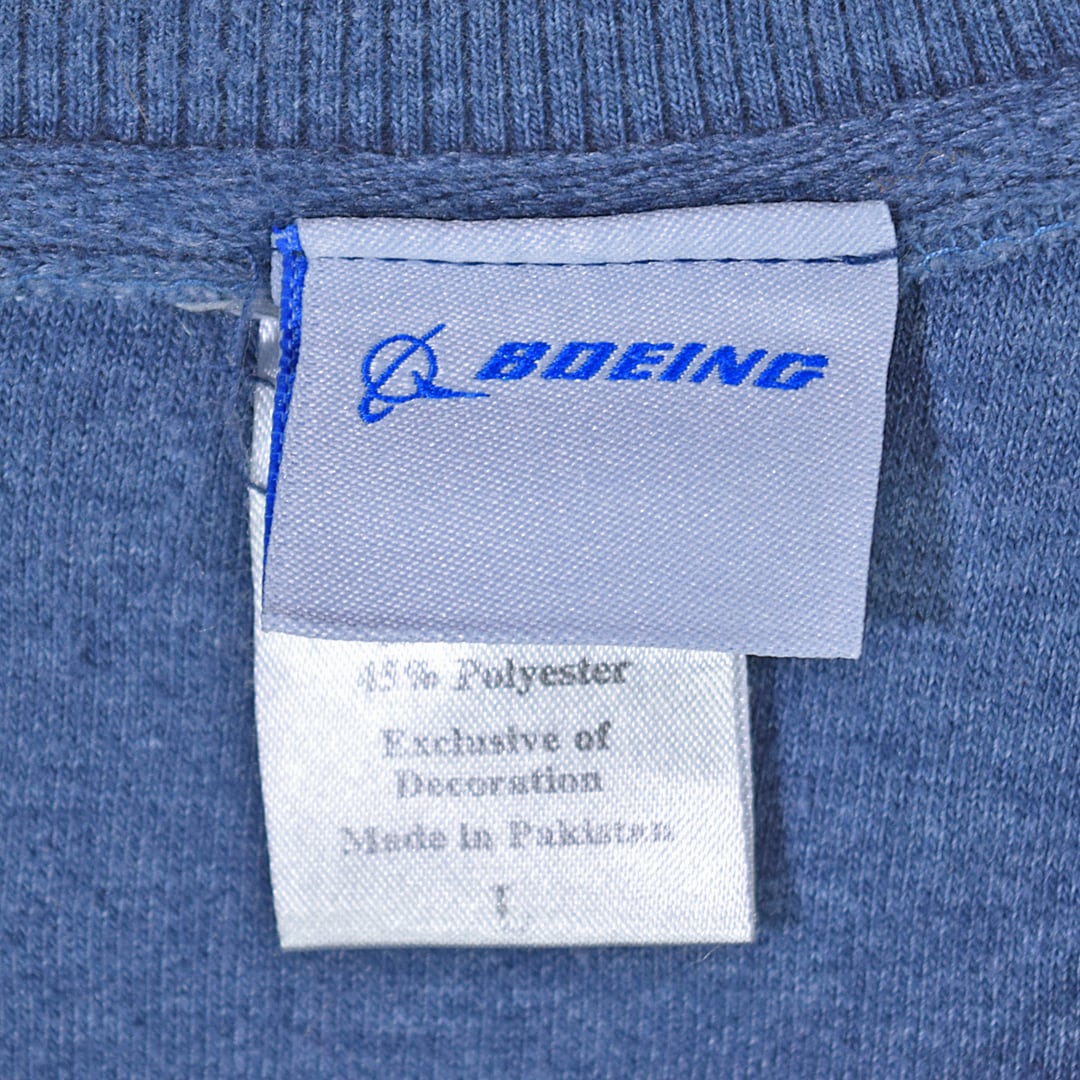 BOEING
45% Polyester
Exclusive of
Decoration
Made in Pakistan